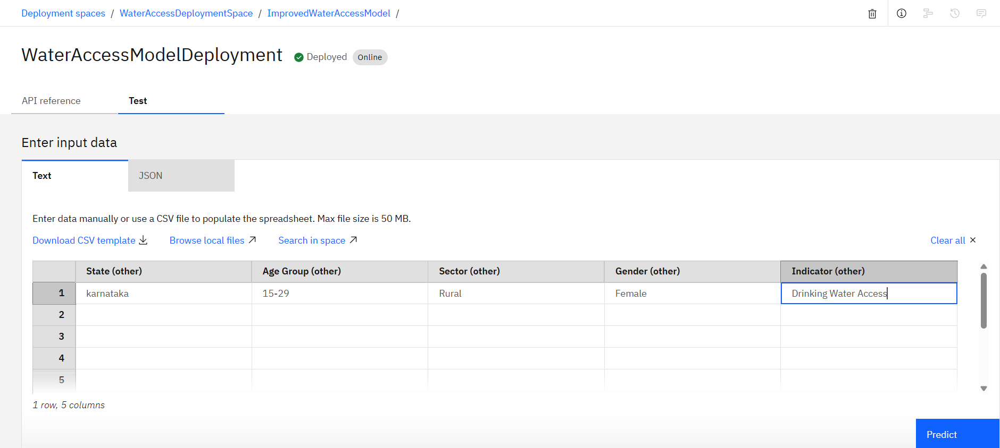 Deployment spaces / WaterAccessDeploymentSpace / ImprovedWaterAccessModel /
WaterAccessModelDeployment Deployed Online
API reference Test
Enter input data
Text JSON
Enter data manually or use a CSV file to populate the spreadsheet. Max file size is 50 MB.
Download CSV template Browse local files Search in space Clear all
State (other) Age Group (other) Sector (other) Gender (other) Indicator (other)
1 karnataka 15-29 Rural Female Drinking Water Access
2
3
4
5
1 row, 5 columns
Predict